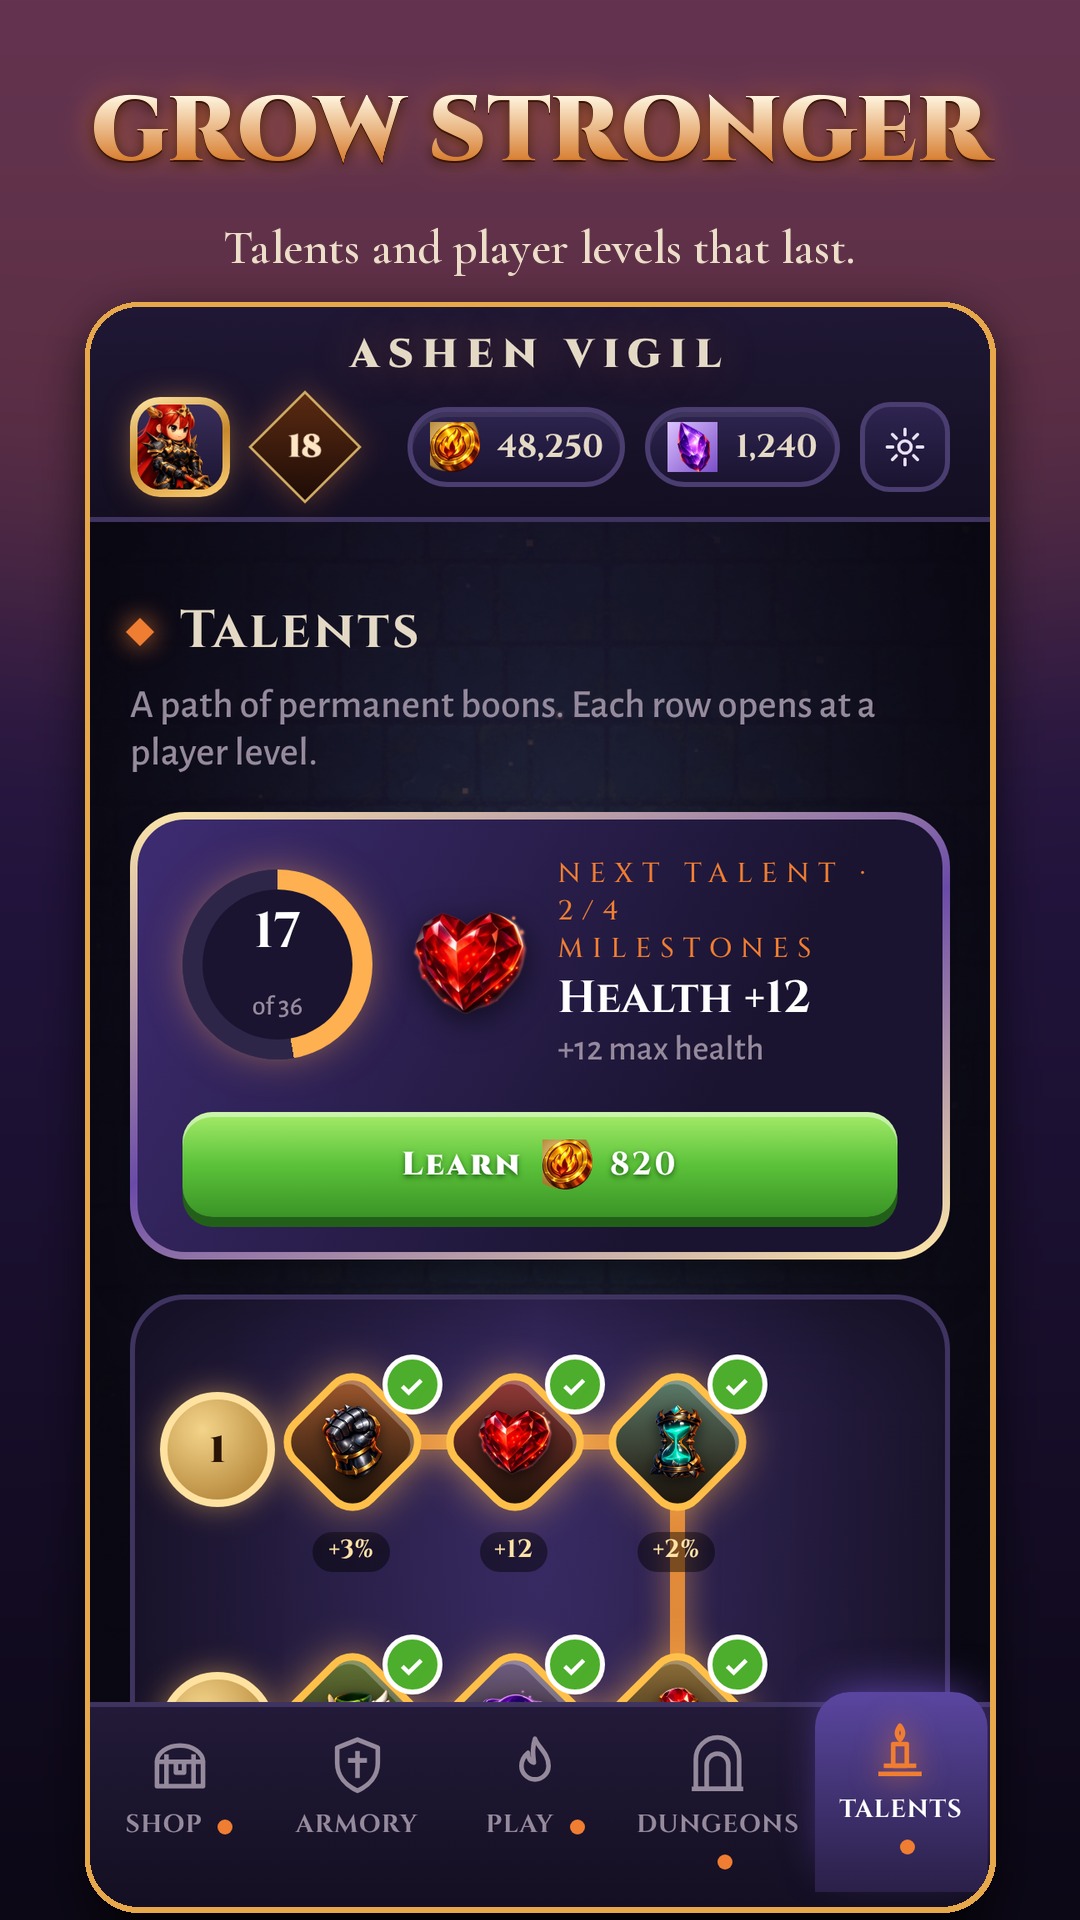 GROW STRONGER
Talents and player levels that last.
ASHEN VIGIL
18
48,250
1,240
TALENTS
A path of permanent boons. Each row opens at a
player level.
NEXT TALENT ·
2/4
MILESTONES
17
of 36
HEALTH +12
+12 max health
LEARN 820
1
+3%
+12
+2%
SHOP
ARMORY
PLAY
DUNGEONS
TALENTS